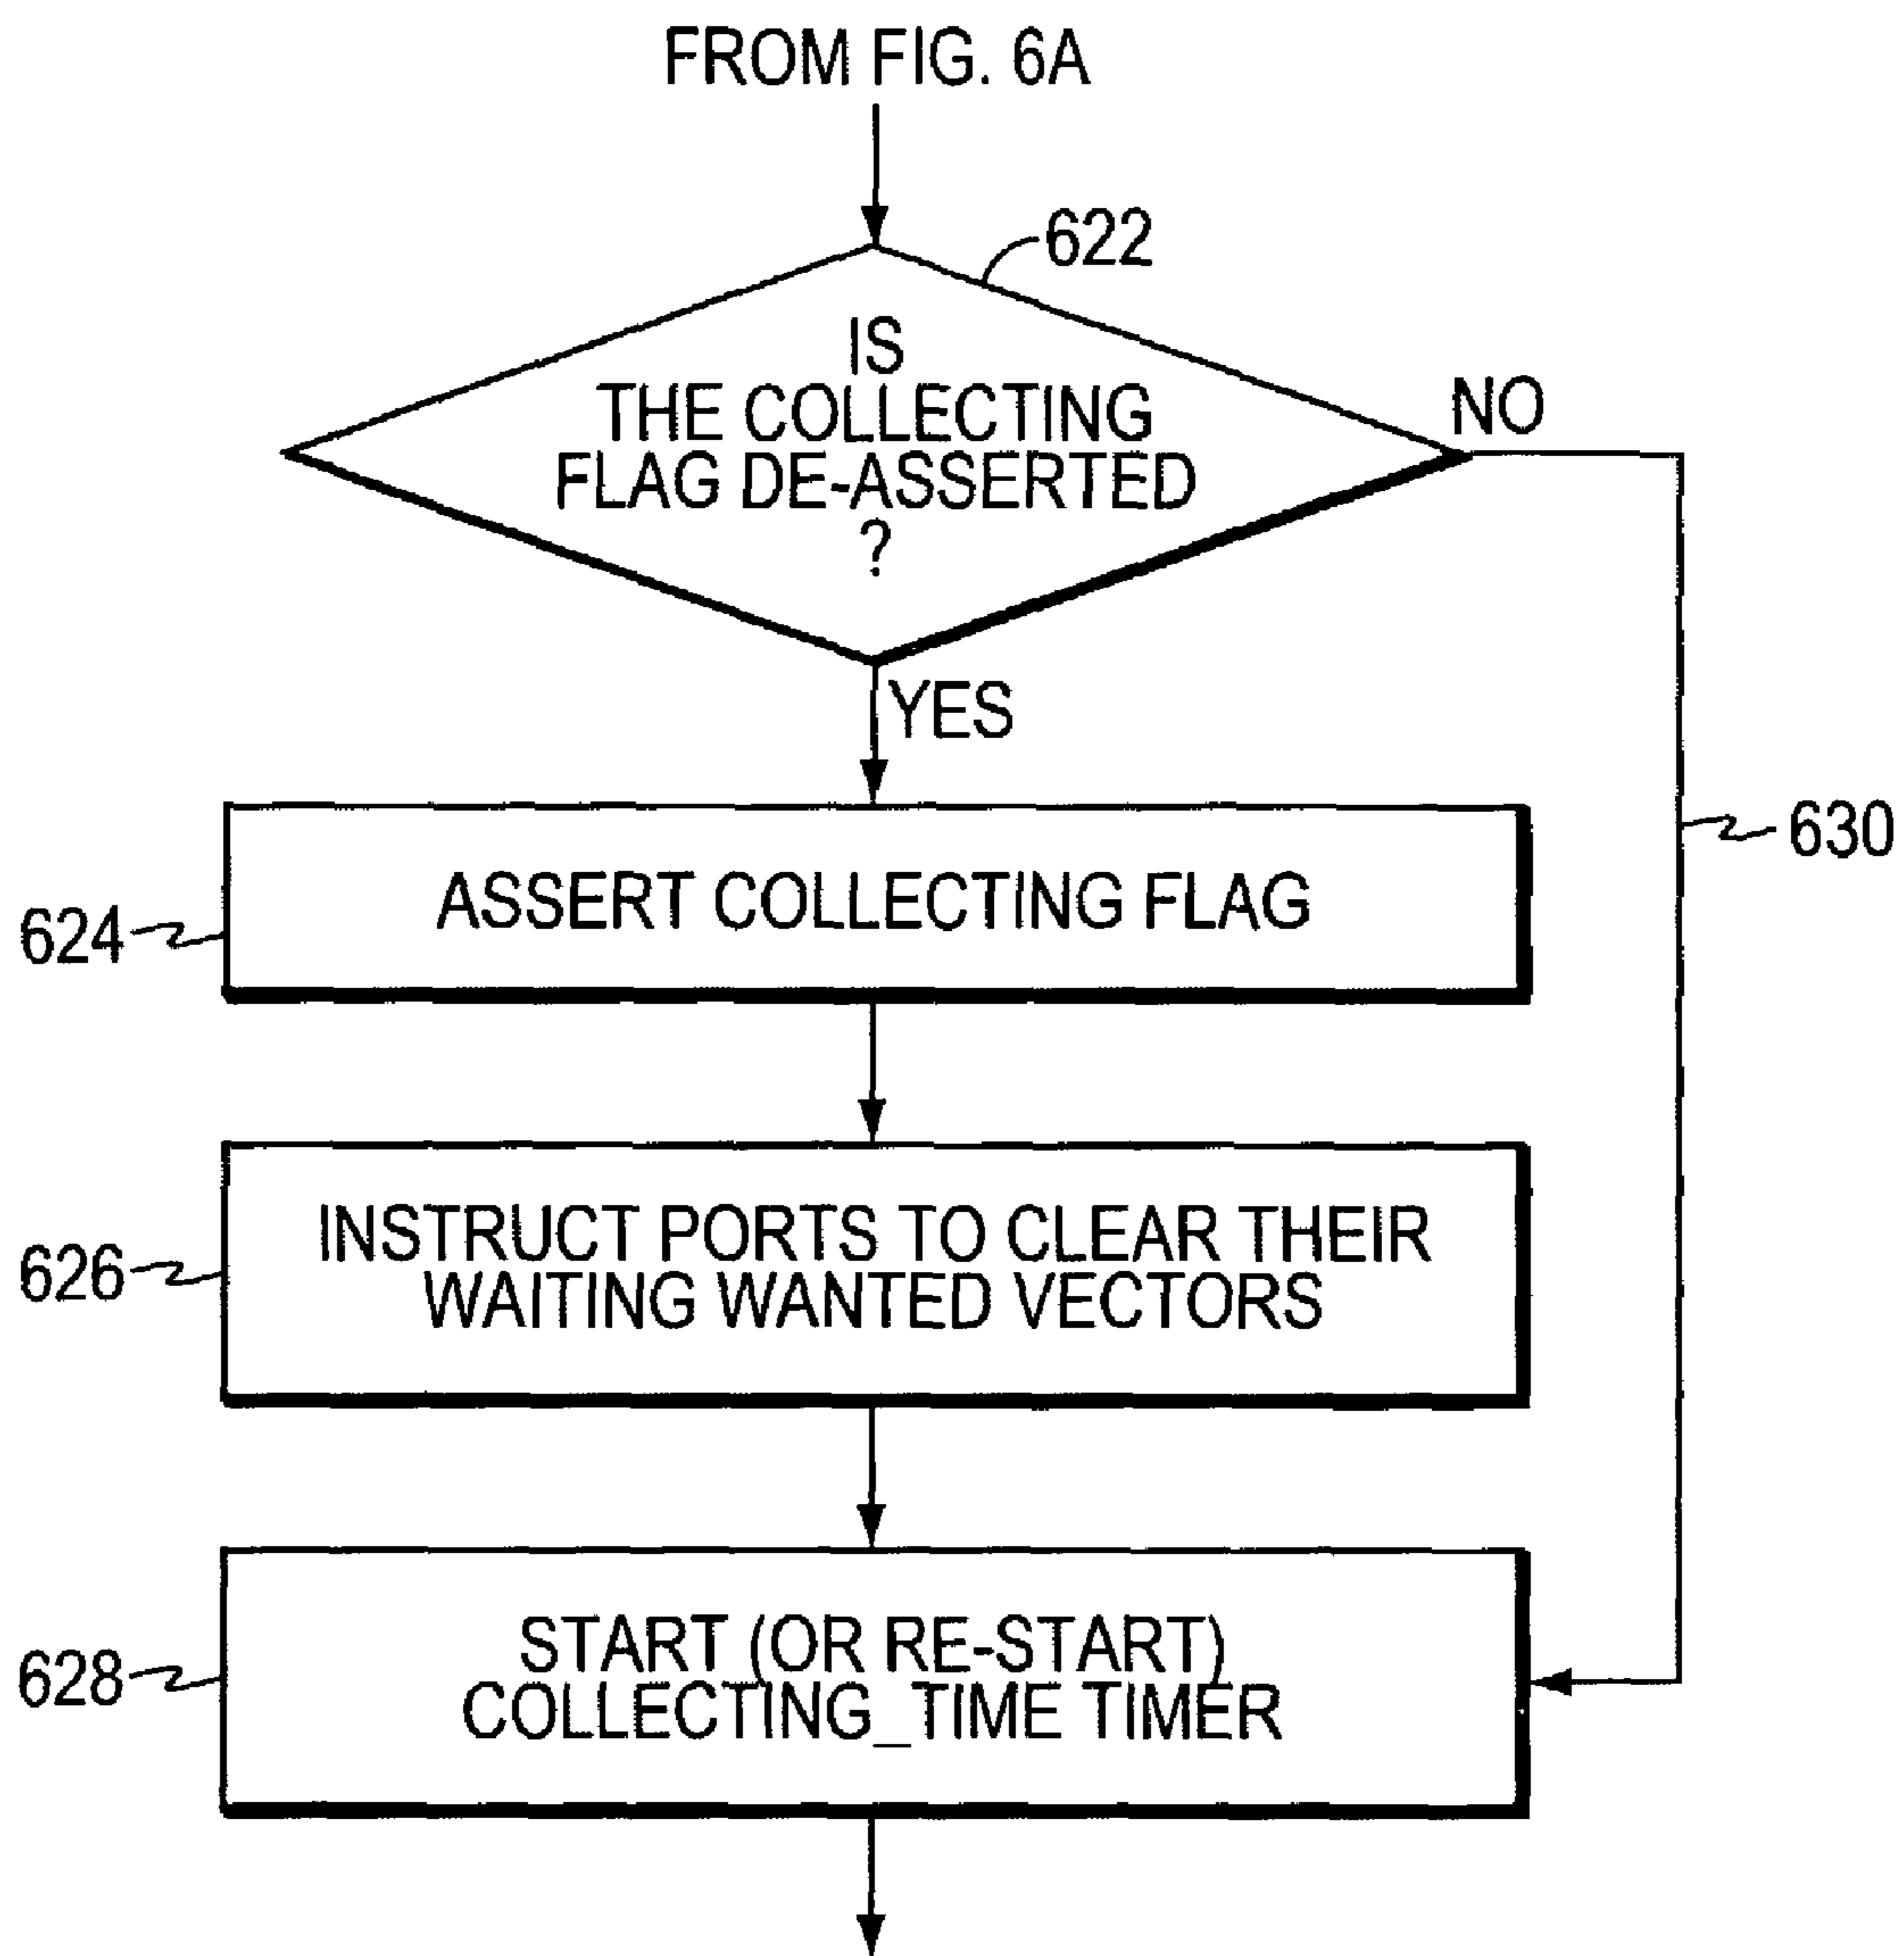 FROM FIG. 6A
622
IS
THE COLLECTING
FLAG DE-ASSERTED
?
NO
YES
630
ASSERT COLLECTING FLAG
624
INSTRUCT PORTS TO CLEAR THEIR
WAITING WANTED VECTORS
626
START (OR RE-START)
COLLECTING_TIME TIMER
628